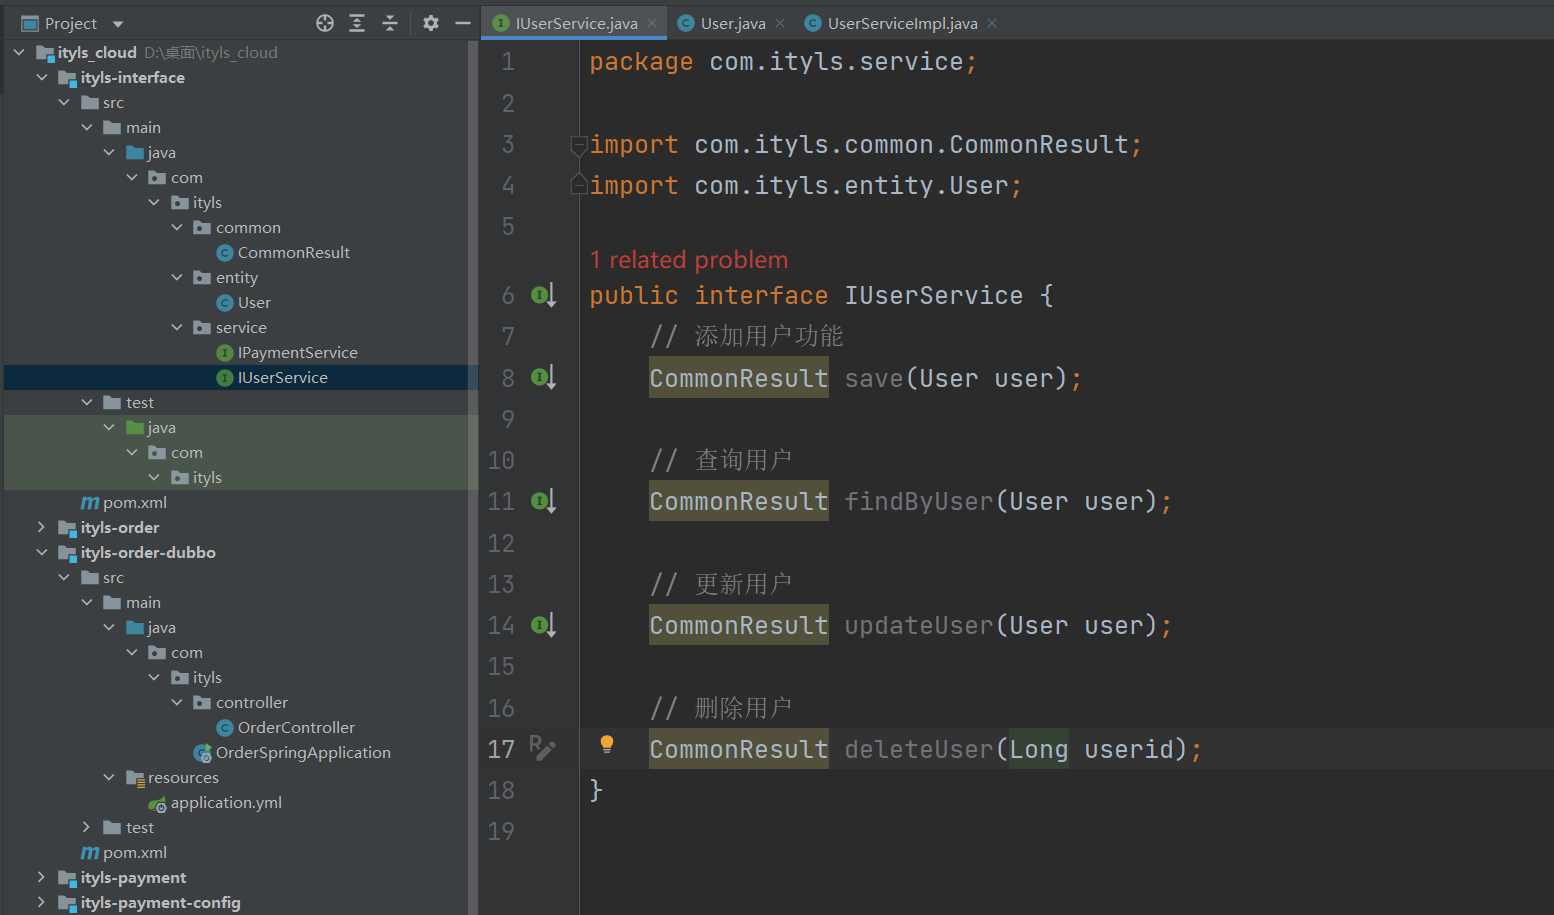 Project
ityls_cloud D:\桌面\ityls_cloud
ityls-interface
src
main
java
com
ityls
common
CommonResult
entity
User
service
IPaymentService
IUserService
test
java
com
ityls
pom.xml
ityls-order
ityls-order-dubbo
src
main
java
com
ityls
controller
OrderController
OrderSpringApplication
resources
application.yml
test
pom.xml
ityls-payment
ityls-payment-config
IUserService.java User.java UserServiceImpl.java
1 package com.ityls.service;
2
3 import com.ityls.common.CommonResult;
4 import com.ityls.entity.User;
5
1 related problem
6 public interface IUserService {
7 // 添加用户功能
8 CommonResult save(User user);
9
10 // 查询用户
11 CommonResult findByUser(User user);
12
13 // 更新用户
14 CommonResult updateUser(User user);
15
16 // 删除用户
17 CommonResult deleteUser(Long userid);
18 }
19